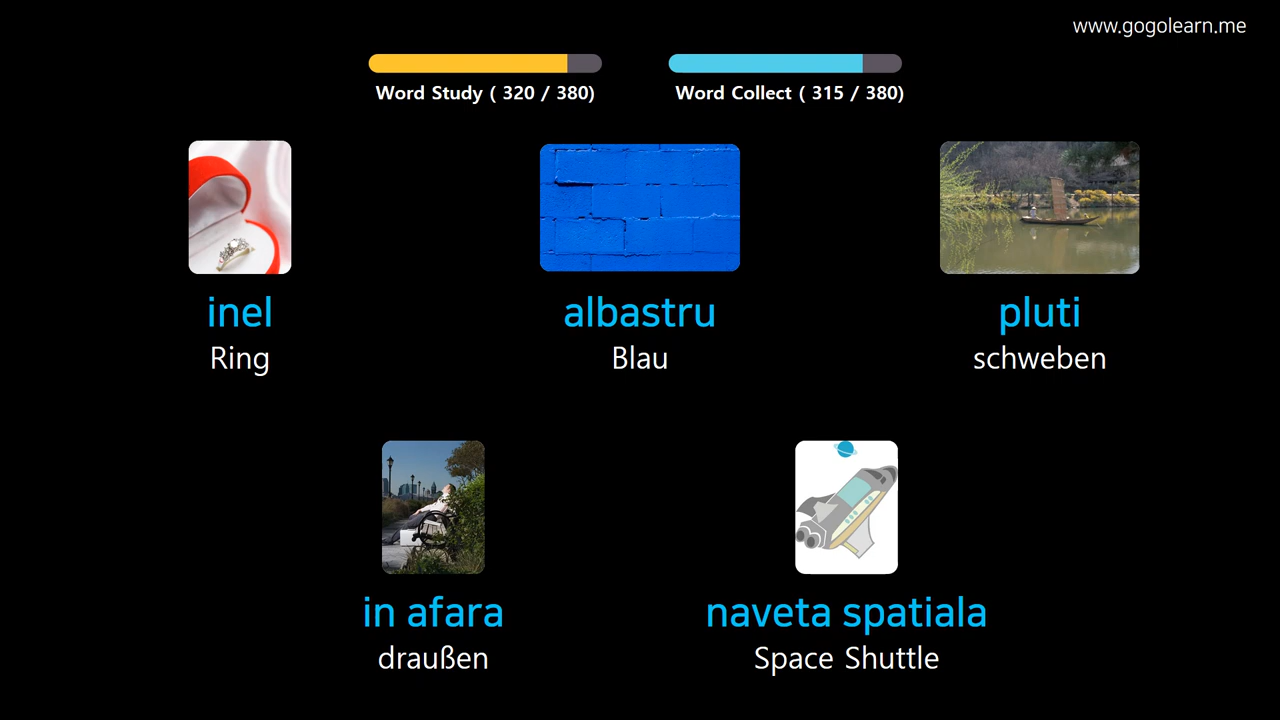 www.gogolearn.me
Word Study ( 320 / 380)
Word Collect ( 315 / 380)
inel
Ring
albastru
Blau
pluti
schweben
in afara
draußen
naveta spatiala
Space Shuttle